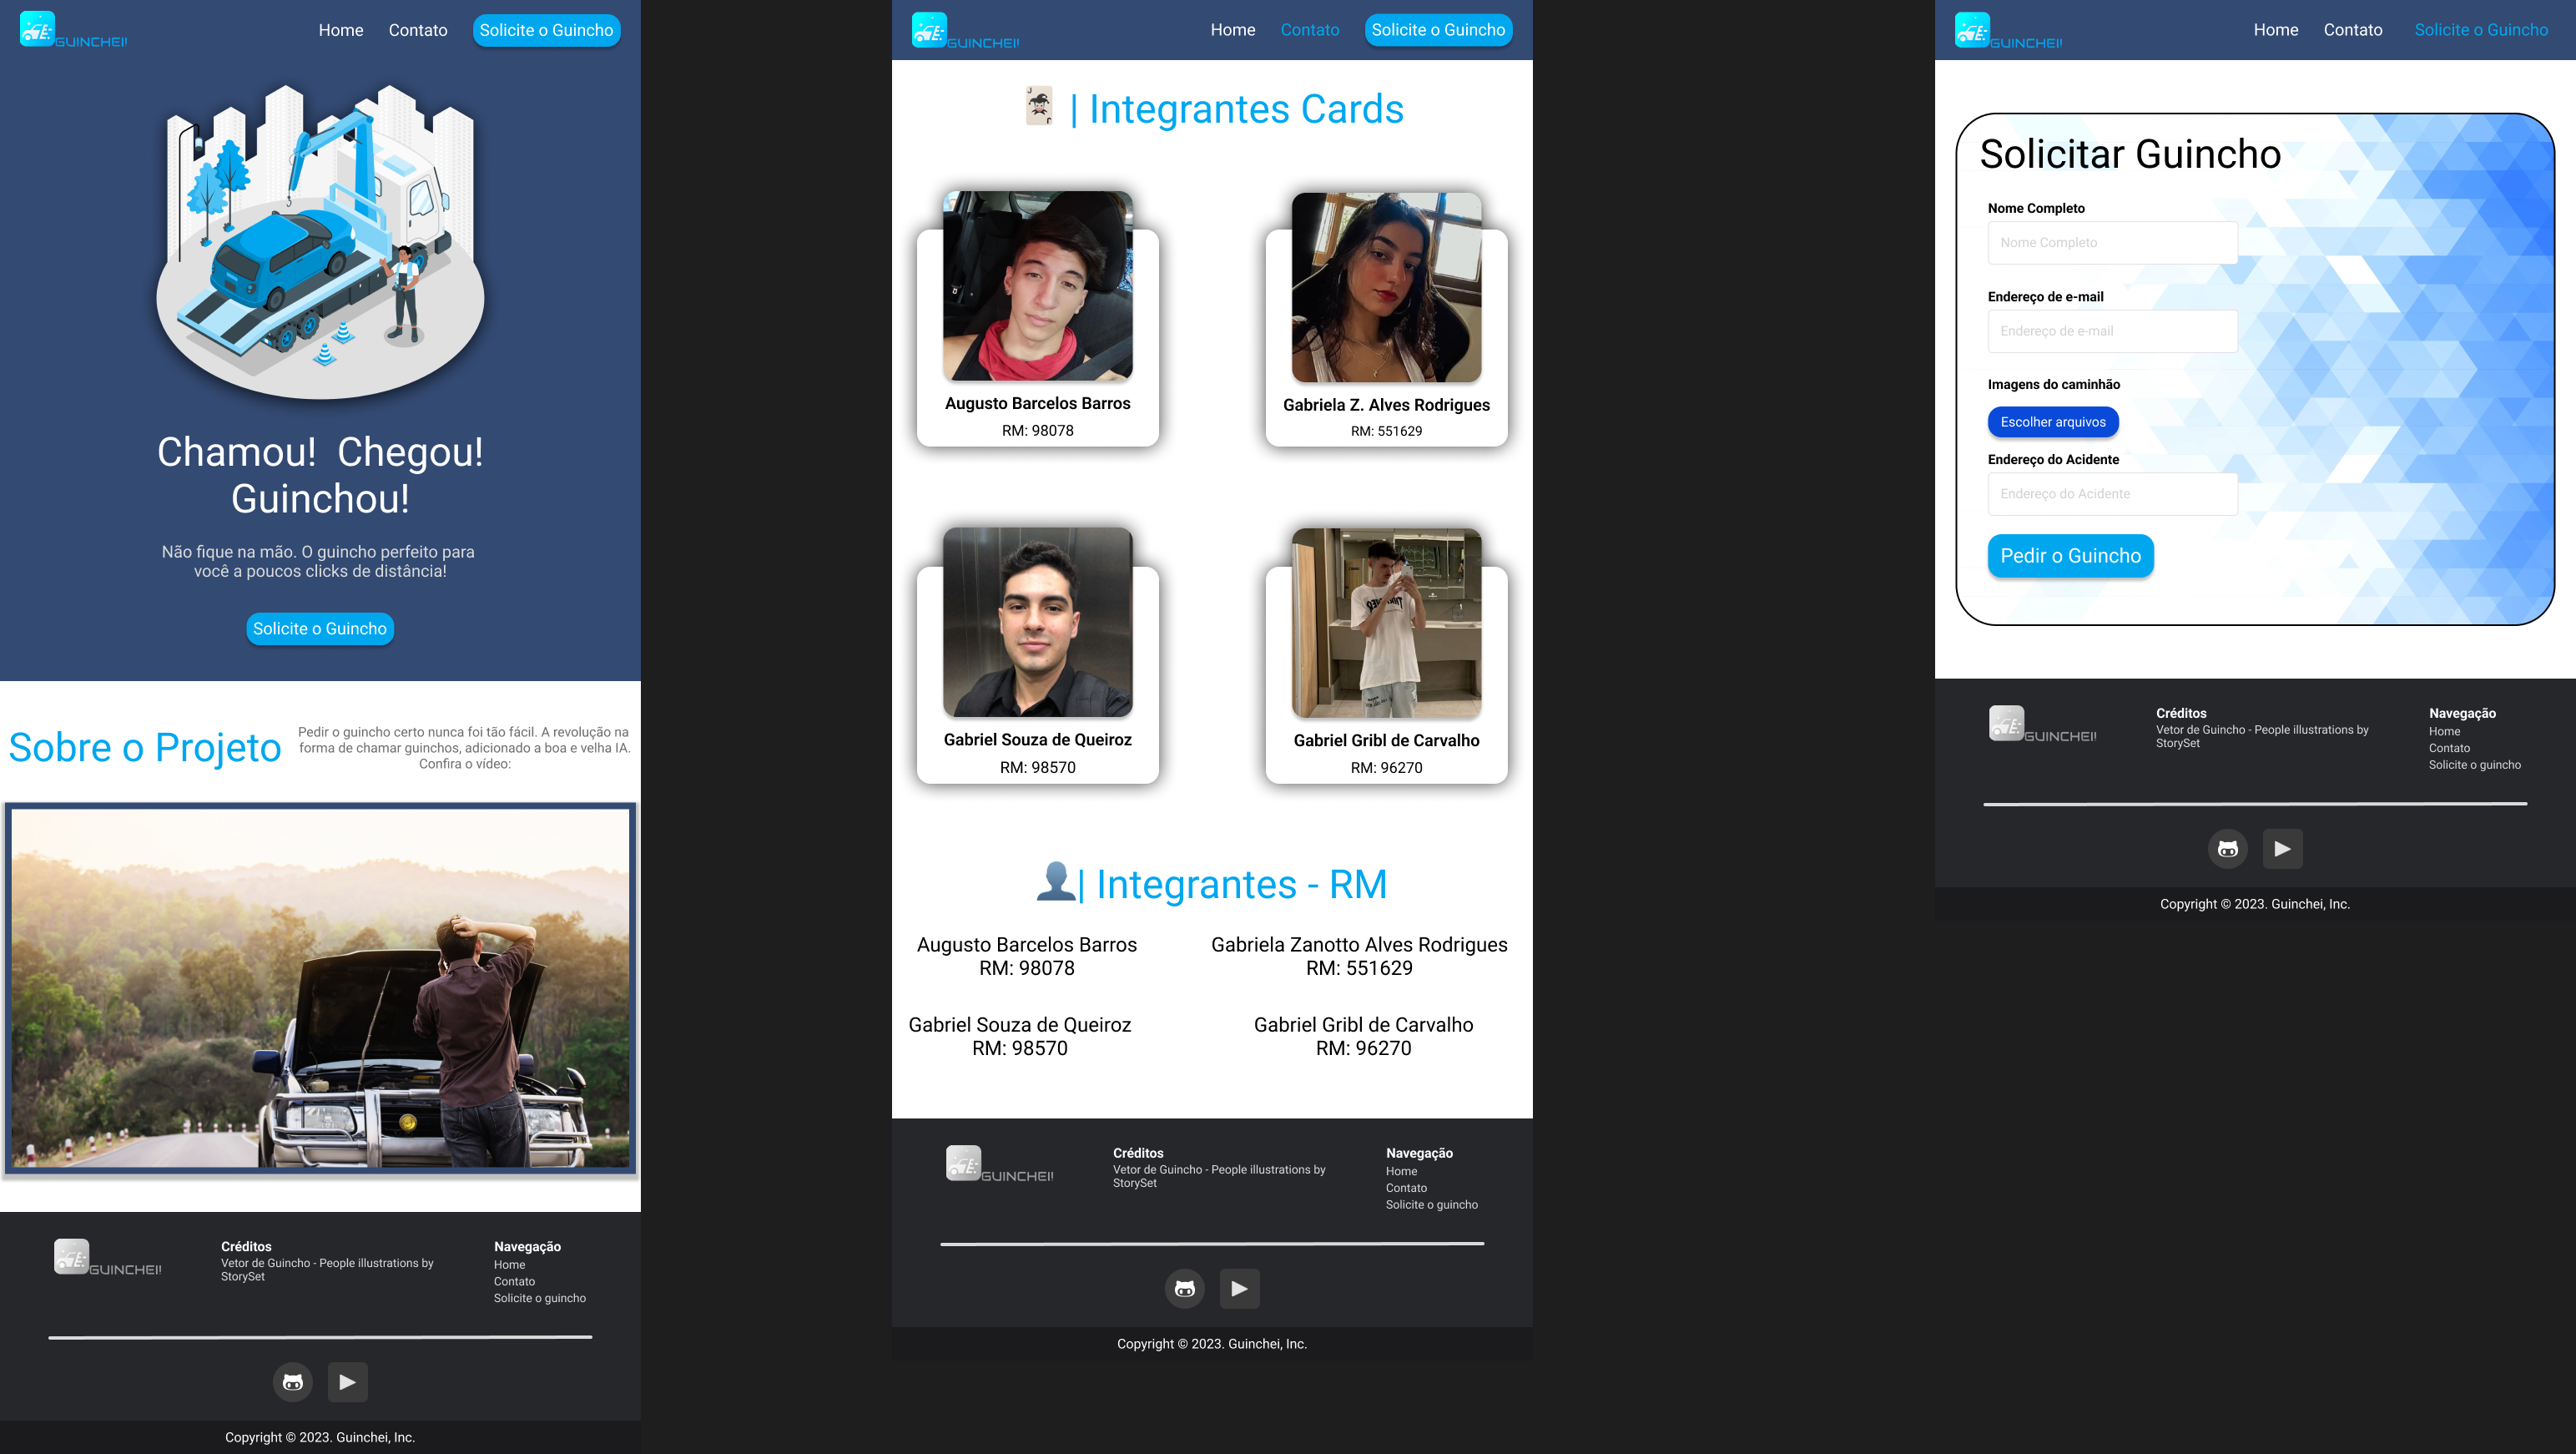 GUINCHEI!
Home
Contato
Solicite o Guincho
Chamou! Chegou!
Guinchou!
Não fique na mão. O guincho perfeito para
você a poucos clicks de distância!
Solicite o Guincho
Sobre o Projeto
Pedir o guincho certo nunca foi tão fácil. A revolução na
forma de chamar guinchos, adicionado a boa e velha IA.
Confira o vídeo:
GUINCHEI!
Créditos
Vetor de Guincho - People illustrations by
StorySet
Navegação
Home
Contato
Solicite o guincho
Copyright © 2023. Guinchei, Inc.
GUINCHEI!
Home
Contato
Solicite o Guincho
| Integrantes Cards
Augusto Barcelos Barros
RM: 98078
Gabriela Z. Alves Rodrigues
RM: 551629
Gabriel Souza de Queiroz
RM: 98570
Gabriel Gribl de Carvalho
RM: 96270
| Integrantes - RM
Augusto Barcelos Barros
RM: 98078
Gabriela Zanotto Alves Rodrigues
RM: 551629
Gabriel Souza de Queiroz
RM: 98570
Gabriel Gribl de Carvalho
RM: 96270
GUINCHEI!
Créditos
Vetor de Guincho - People illustrations by
StorySet
Navegação
Home
Contato
Solicite o guincho
Copyright © 2023. Guinchei, Inc.
GUINCHEI!
Home
Contato
Solicite o Guincho
Solicitar Guincho
Nome Completo
Nome Completo
Endereço de e-mail
Endereço de e-mail
Imagens do caminhão
Escolher arquivos
Endereço do Acidente
Endereço do Acidente
Pedir o Guincho
GUINCHEI!
Créditos
Vetor de Guincho - People illustrations by
StorySet
Navegação
Home
Contato
Solicite o guincho
Copyright © 2023. Guinchei, Inc.